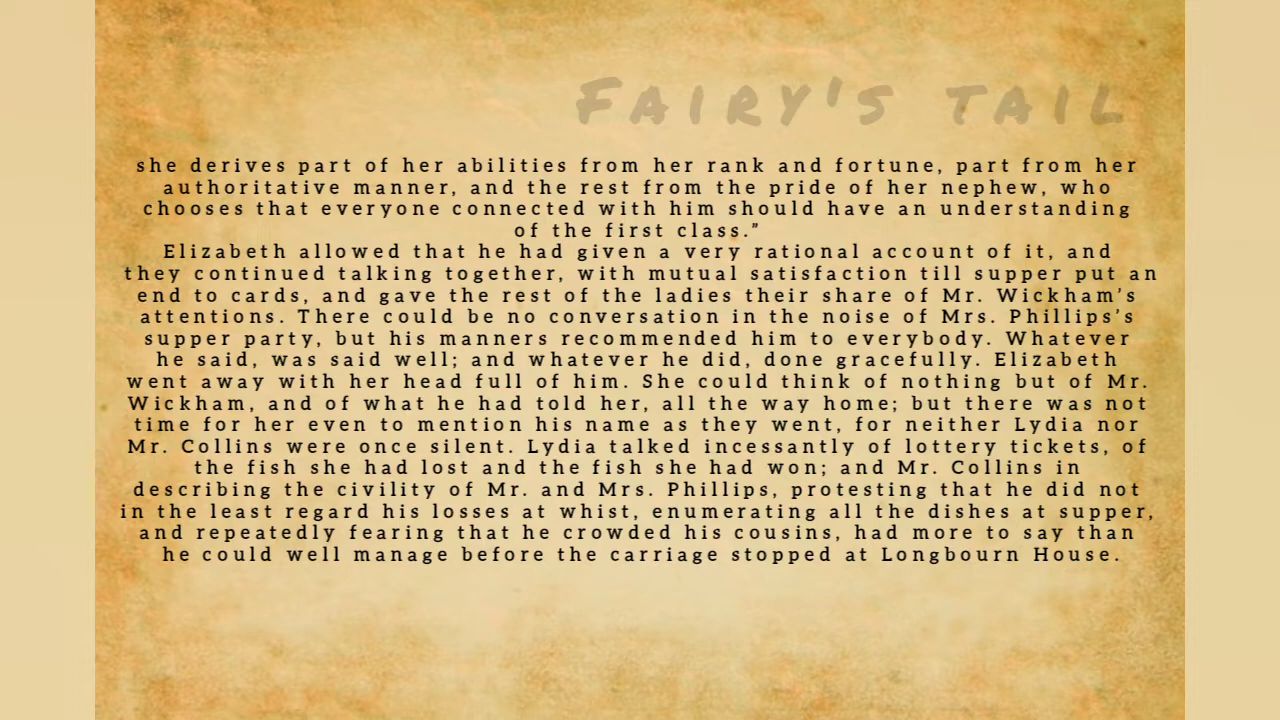 Fairy's tail
she derives part of her abilities from her rank and fortune, part from her
authoritative manner, and the rest from the pride of her nephew, who
chooses that everyone connected with him should have an understanding
of the first class.”
Elizabeth allowed that he had given a very rational account of it, and
they continued talking together, with mutual satisfaction till supper put an
end to cards, and gave the rest of the ladies their share of Mr. Wickham’s
attentions. There could be no conversation in the noise of Mrs. Phillips’s
supper party, but his manners recommended him to everybody. Whatever
he said, was said well; and whatever he did, done gracefully. Elizabeth
went away with her head full of him. She could think of nothing but of Mr.
Wickham, and of what he had told her, all the way home; but there was not
time for her even to mention his name as they went, for neither Lydia nor
Mr. Collins were once silent. Lydia talked incessantly of lottery tickets, of
the fish she had lost and the fish she had won; and Mr. Collins in
describing the civility of Mr. and Mrs. Phillips, protesting that he did not
in the least regard his losses at whist, enumerating all the dishes at supper,
and repeatedly fearing that he crowded his cousins, had more to say than
he could well manage before the carriage stopped at Longbourn House.